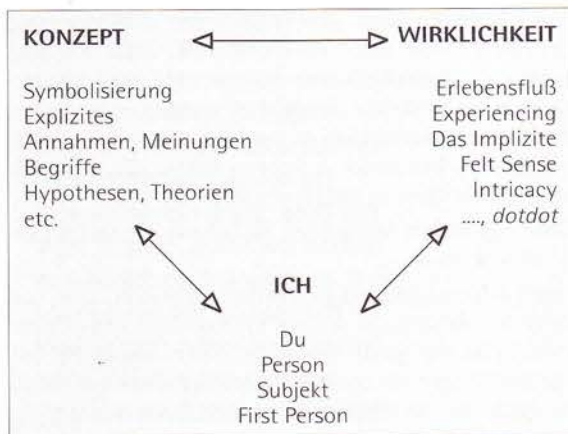 KONZEPT
Symbolisierung
Explizites
Annahmen, Meinungen
Begriffe
Hypothesen, Theorien
etc.
WIRKLICHKEIT
Erlebensfluß
Experiencing
Das Implizite
Felt Sense
Intricacy
...., dotdot
ICH
Du
Person
Subjekt
First Person